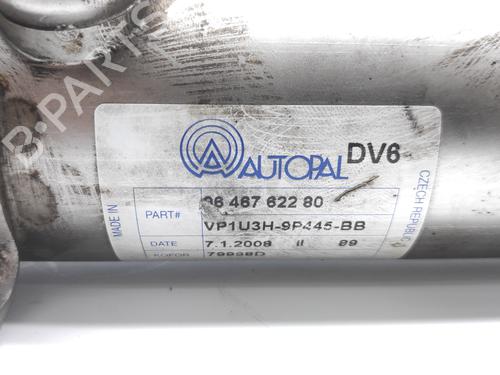 B-PARTS
AUTOPAL
DV6
MADE IN
CZECH REPUBLIC
96 467 622 80
PART# VP1U3H-9P445-BB
DATE 7.1.2008 II 89
79998D